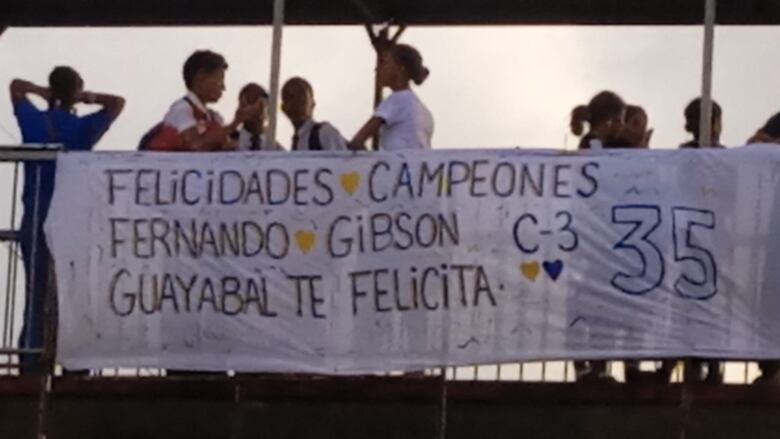 FELICIDADES CAMPEONES
FERNANDO GIBSON C-3 35
GUAYABAL TE FELICITA.